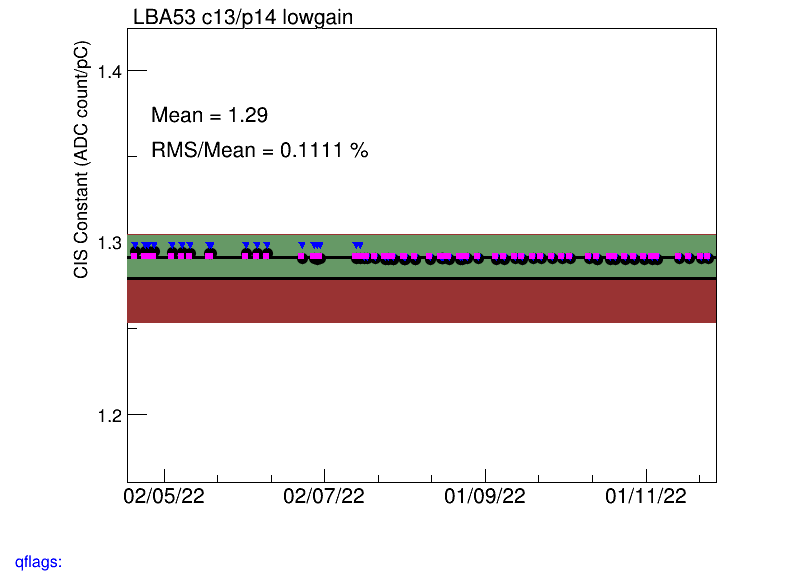 LBA53 c13/p14 lowgain
CIS Constant (ADC count/pC)
1.4
Mean = 1.29
RMS/Mean = 0.1111 %
1.3
1.2
02/05/22 02/07/22 01/09/22 01/11/22
qflags: